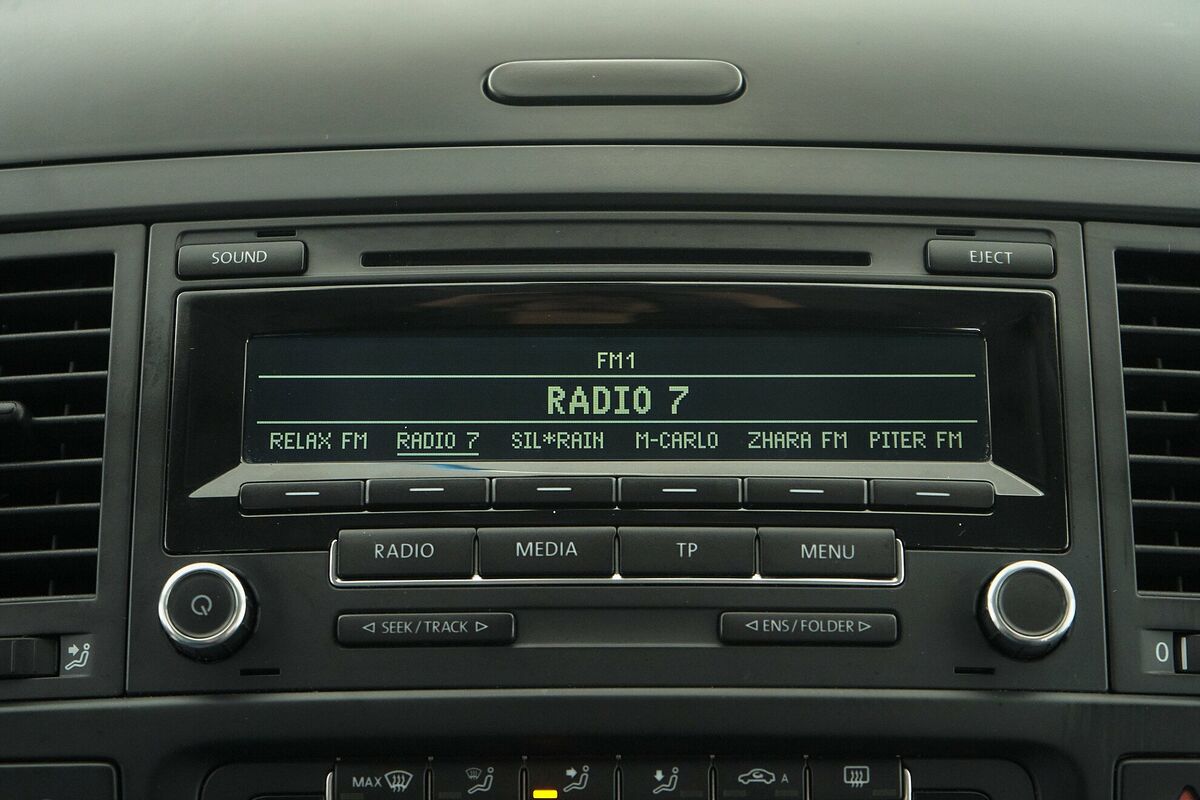 SOUND
EJECT
FM1
RADIO 7
RELAX FM RADIO 7 SIL*RAIN M-CARLO ZHARA FM PITER FM
RADIO MEDIA TP MENU
SEEK/TRACK ENS/FOLDER
0
MAX A